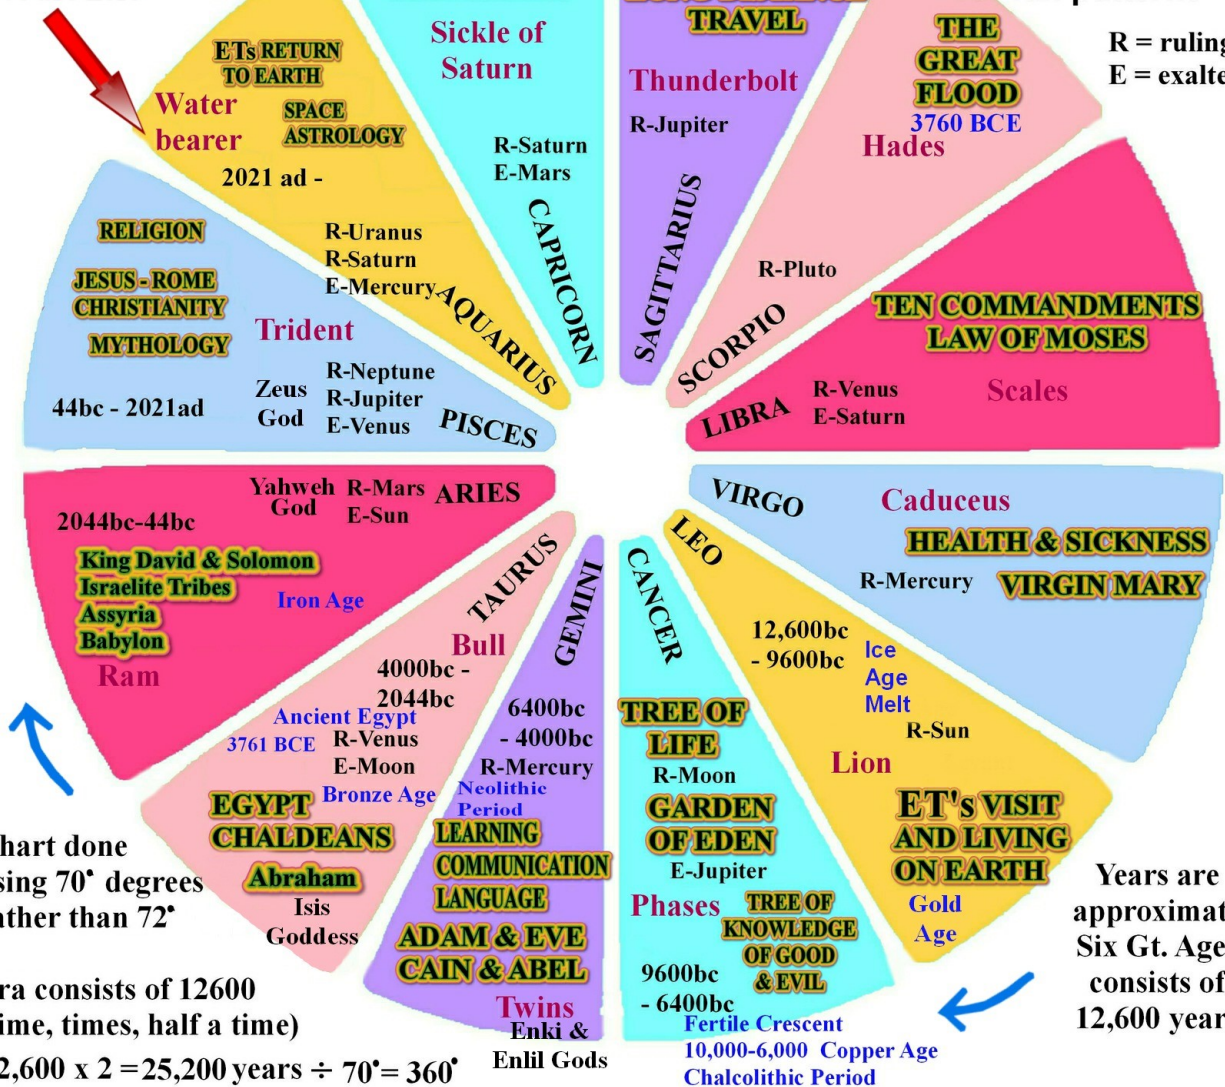 Sickle of
Saturn
R-Saturn
E-Mars
CAPRICORN
TRAVEL
Thunderbolt
R-Jupiter
SAGITTARIUS
THE
GREAT
FLOOD
3760 BCE
Hades
R-Pluto
SCORPIO
R = ruling
E = exalte
ETs RETURN
TO EARTH
Water
bearer
SPACE
ASTROLOGY
2021 ad -
R-Uranus
R-Saturn
E-Mercury
AQUARIUS
RELIGION
JESUS - ROME
CHRISTIANITY
MYTHOLOGY
Trident
44bc - 2021ad
Zeus
God
R-Neptune
R-Jupiter
E-Venus
PISCES
TEN COMMANDMENTS
LAW OF MOSES
Scales
R-Venus
E-Saturn
LIBRA
Yahweh
God
R-Mars
E-Sun
ARIES
2044bc-44bc
King David & Solomon
Israelite Tribes
Assyria
Babylon
Iron Age
Ram
VIRGO
Caduceus
HEALTH & SICKNESS
R-Mercury
VIRGIN MARY
TAURUS
Bull
4000bc -
2044bc
Ancient Egypt
3761 BCE
R-Venus
E-Moon
Bronze Age
EGYPT
CHALDEANS
Abraham
Isis
Goddess
GEMINI
6400bc
- 4000bc
R-Mercury
Neolithic
Period
LEARNING
COMMUNICATION
LANGUAGE
ADAM & EVE
CAIN & ABEL
Twins
Enki &
Enlil Gods
CANCER
TREE OF
LIFE
R-Moon
GARDEN
OF EDEN
E-Jupiter
Phases
TREE OF
KNOWLEDGE
OF GOOD
& EVIL
9600bc
- 6400bc
Fertile Crescent
10,000-6,000 Copper Age
Chalcolithic Period
LEO
12,600bc
- 9600bc
Ice
Age
Melt
R-Sun
Lion
ET's VISIT
AND LIVING
ON EARTH
Gold
Age
hart done
sing 70° degrees
ather than 72°
ra consists of 12600
ime, times, half a time)
2,600 x 2 = 25,200 years ÷ 70° = 360°
Years are
approximat
Six Gt. Age
consists of
12,600 year